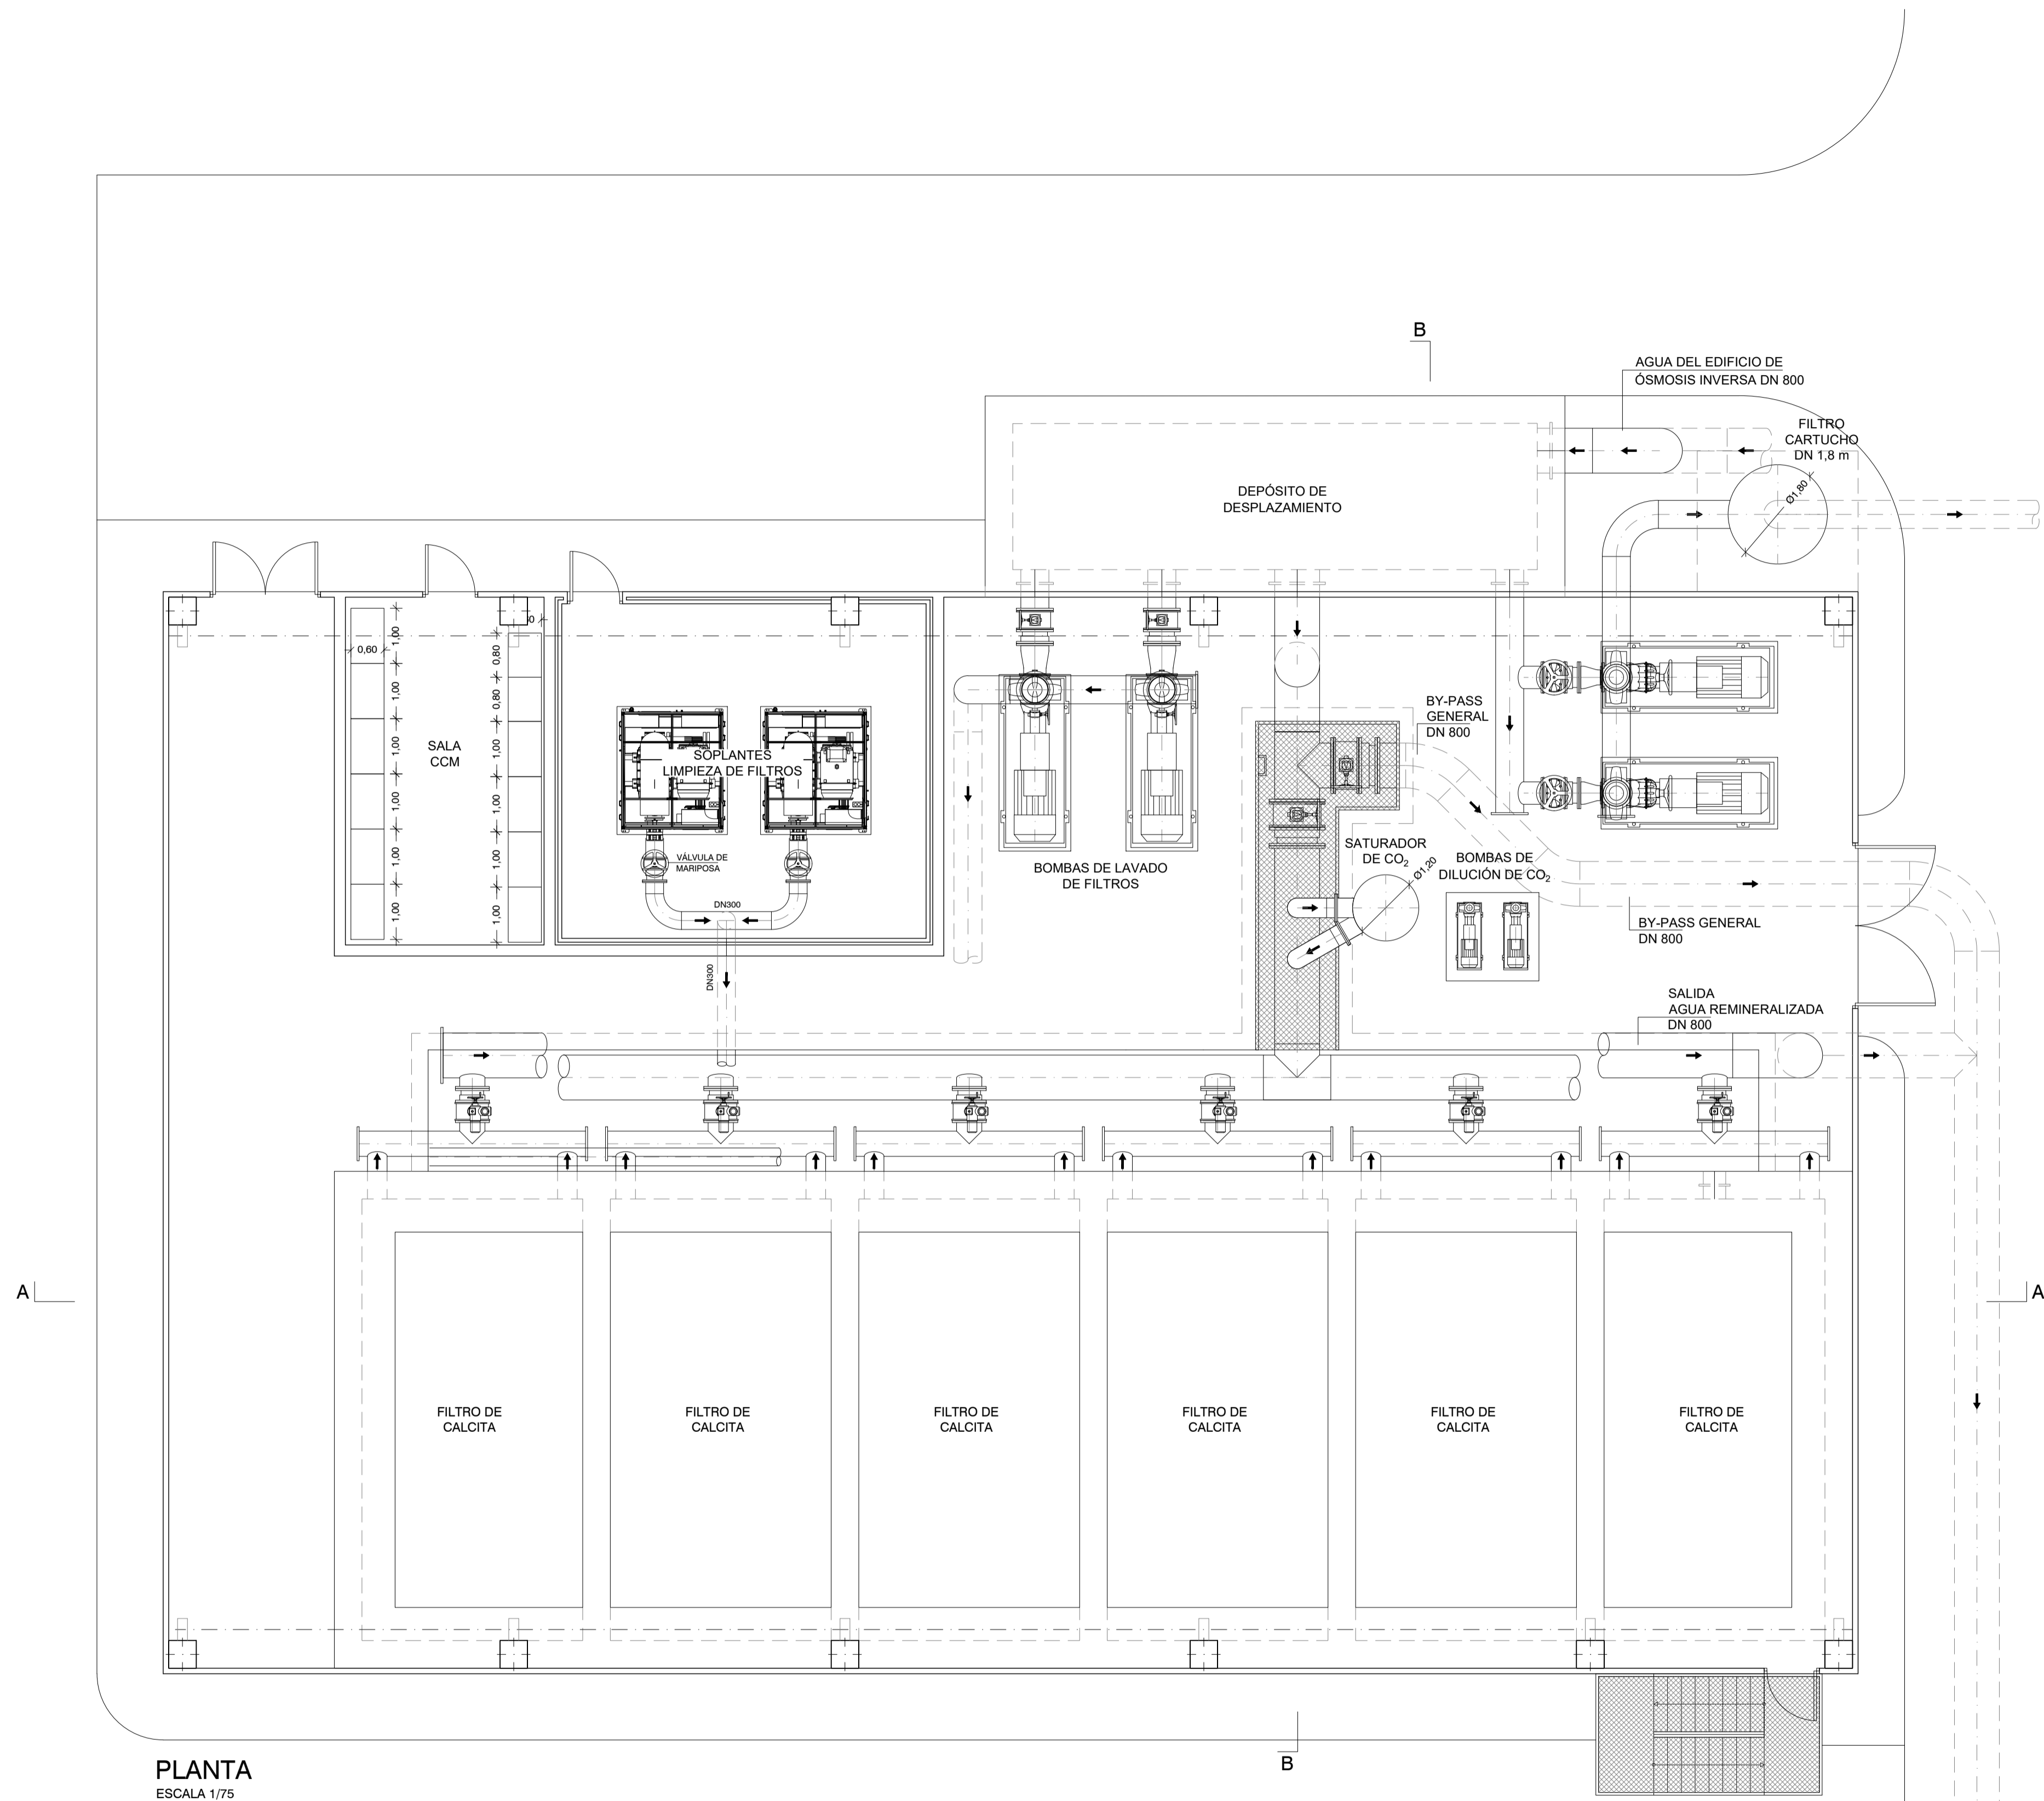 B
AGUA DEL EDIFICIO DE
ÓSMOSIS INVERSA DN 800
FILTRO
CARTUCHO
DN 1,8 m
Ø1,80
DEPÓSITO DE
DESPLAZAMIENTO
0,60
1,00
1,00
1,00
1,00
1,00
1,00
SALA
CCM
0,80
0,80
1,00
1,00
1,00
1,00
SOPLANTES
LIMPIEZA DE FILTROS
VÁLVULA DE
MARIPOSA
DN300
DN300
BOMBAS DE LAVADO
DE FILTROS
BY-PASS
GENERAL
DN 800
SATURADOR
DE CO₂
Ø1,20
BOMBAS DE
DILUCIÓN DE CO₂
BY-PASS GENERAL
DN 800
SALIDA
AGUA REMINERALIZADA
DN 800
A
A
FILTRO DE
CALCITA
FILTRO DE
CALCITA
FILTRO DE
CALCITA
FILTRO DE
CALCITA
FILTRO DE
CALCITA
FILTRO DE
CALCITA
B
PLANTA
ESCALA 1/75